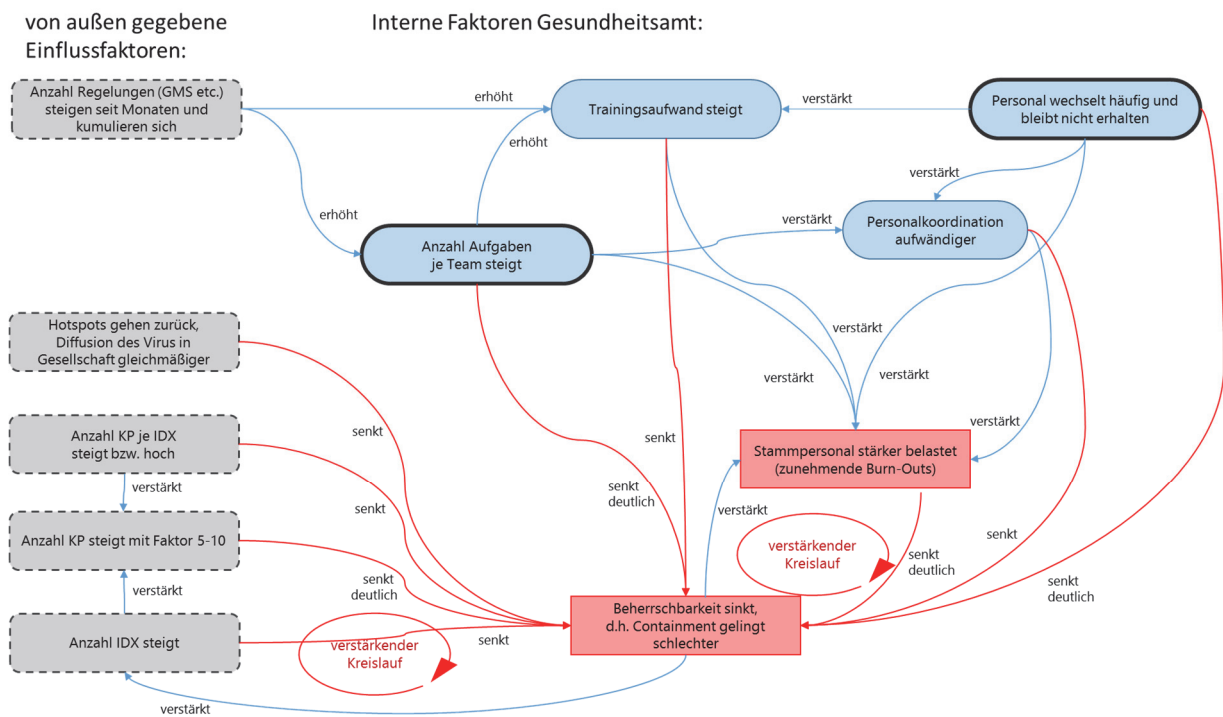 von außen gegebene
Einflussfaktoren:
Interne Faktoren Gesundheitsamt:
Anzahl Regelungen (GMS etc.)
steigen seit Monaten und
kumulieren sich
erhöht
Trainingsaufwand steigt
verstärkt
Personal wechselt häufig und
bleibt nicht erhalten
erhöht
verstärkt
erhöht
verstärkt
Personalkoordination
aufwändiger
Anzahl Aufgaben
je Team steigt
Hotspots gehen zurück,
Diffusion des Virus in
Gesellschaft gleichmäßiger
verstärkt
verstärkt
verstärkt
Anzahl KP je IDX
steigt bzw. hoch
senkt
senkt
verstärkt
Stammpersonal stärker belastet
(zunehmende Burn-Outs)
verstärkt
senkt
deutlich
senkt
verstärkt
Anzahl KP steigt mit Faktor 5-10
verstärkender
Kreislauf
senkt
deutlich
senkt
verstärkt
senkt
deutlich
senkt
deutlich
Beherrschbarkeit sinkt,
d.h. Containment gelingt
schlechter
Anzahl IDX steigt
senkt
verstärkender
Kreislauf
verstärkt